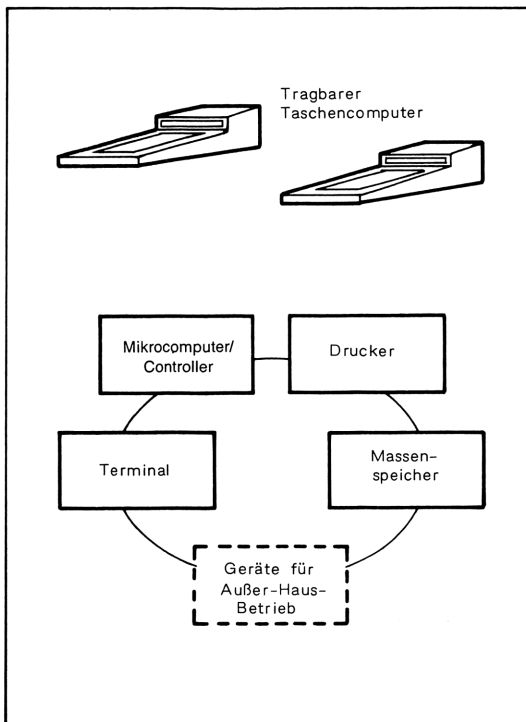 Tragbarer
Taschencomputer
Mikrocomputer/
Controller
Drucker
Terminal
Massen-
speicher
Geräte für
Außer-Haus-
Betrieb